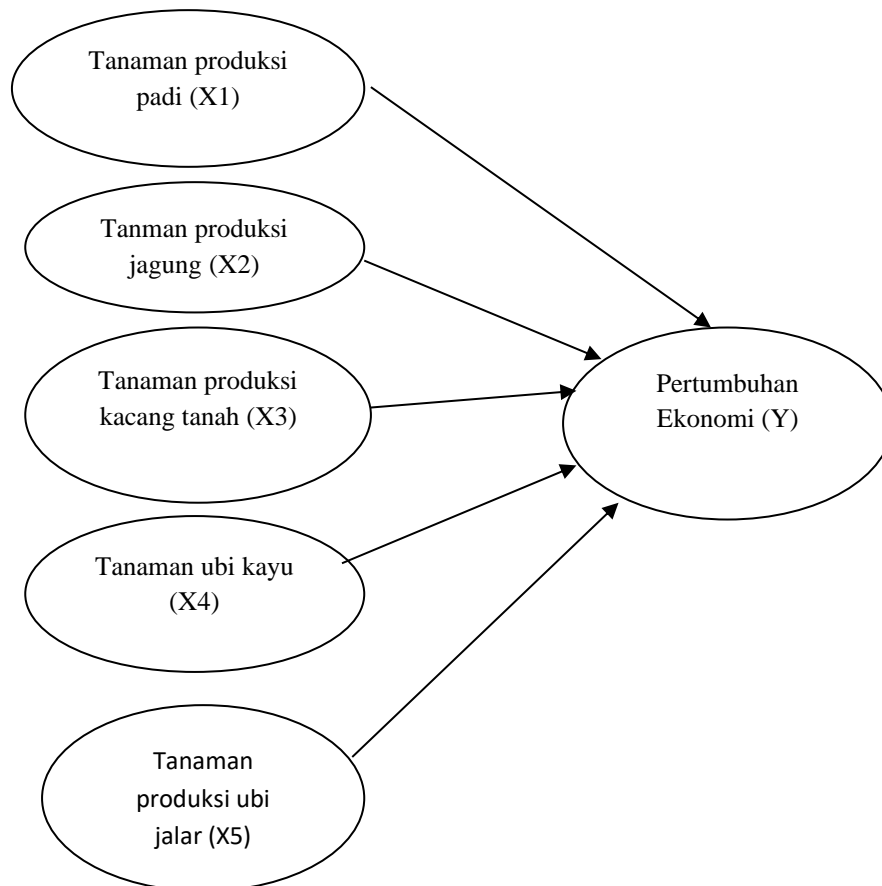 Tanaman produksi
padi (X1)
Tanman produksi
jagung (X2)
Tanaman produksi
kacang tanah (X3)
Pertumbuhan
Ekonomi (Y)
Tanaman ubi kayu
(X4)
Tanaman
produksi ubi
jalar (X5)